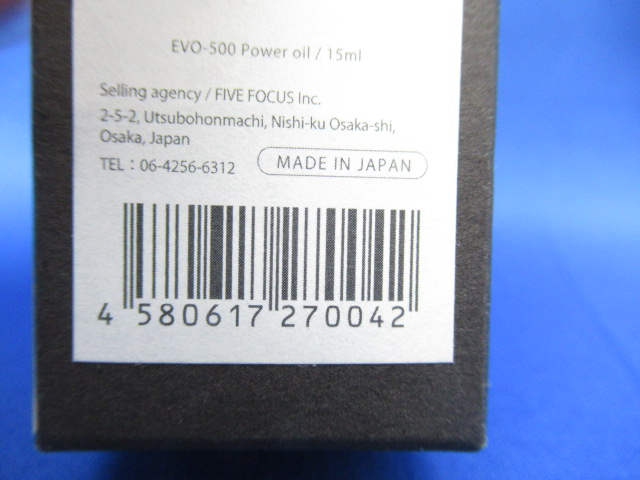 EVO-500 Power oil / 15ml
Selling agency / FIVE FOCUS Inc.
2-5-2, Utsubohonmachi, Nishi-ku Osaka-shi,
Osaka, Japan
TEL : 06-4256-6312
MADE IN JAPAN
4 580617 270042